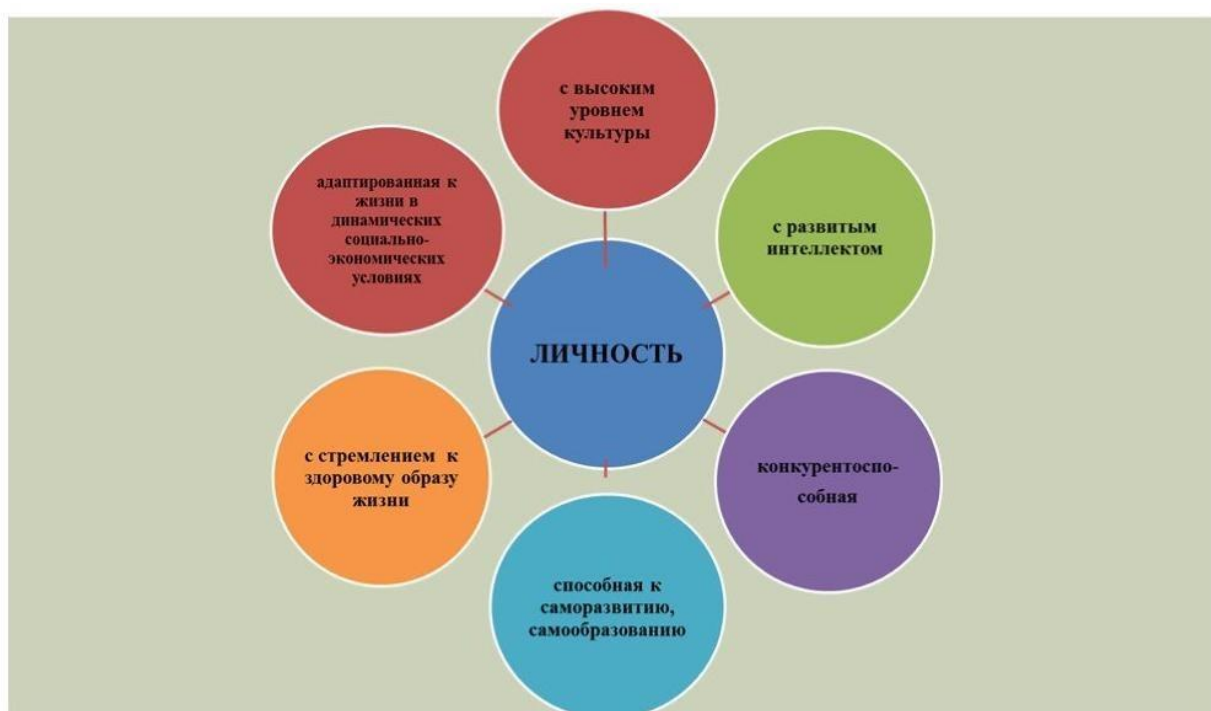 с высоким
уровнем
культуры
адаптированная к
жизни в
динамических
социально-
экономических
условиях
с развитым
интеллектом
ЛИЧНОСТЬ
с стремлением к
здоровому образу
жизни
конкурентоспо-
собная
способная к
саморазвитию,
самообразованию